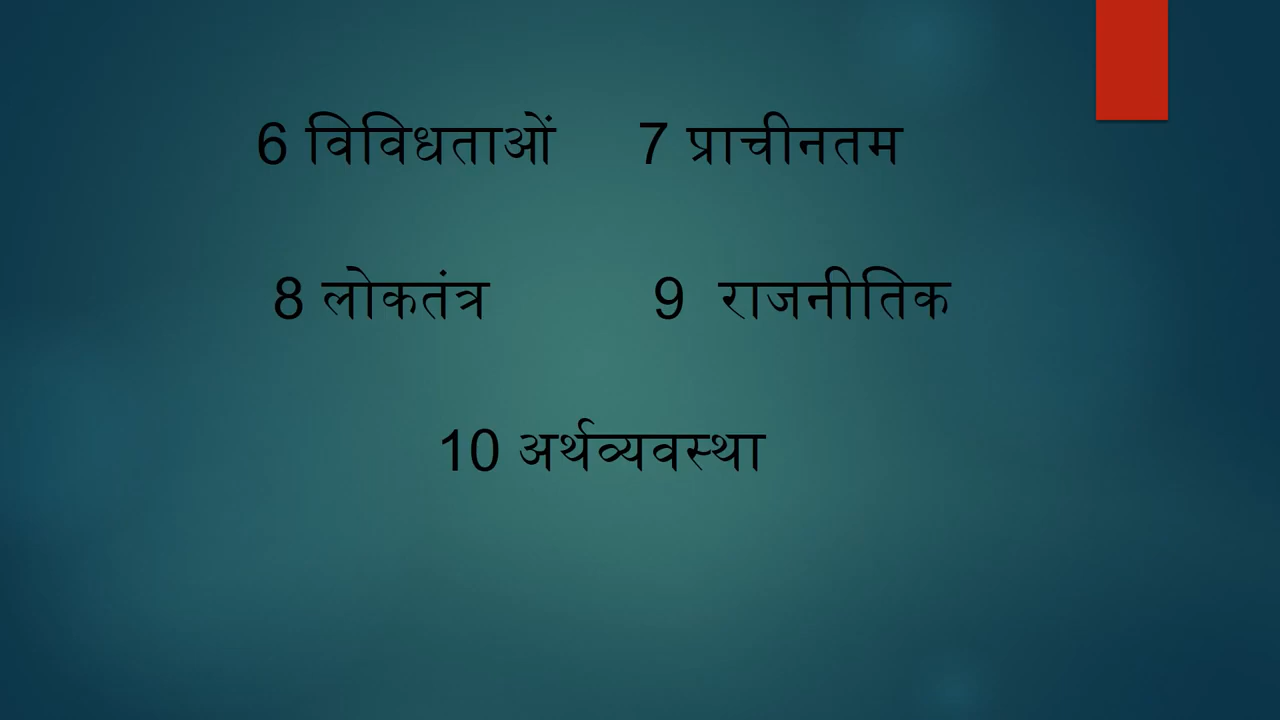 6 विविधताओं 7 प्राचीनतम
8 लोकतंत्र 9 राजनीतिक
10 अर्थव्यवस्था